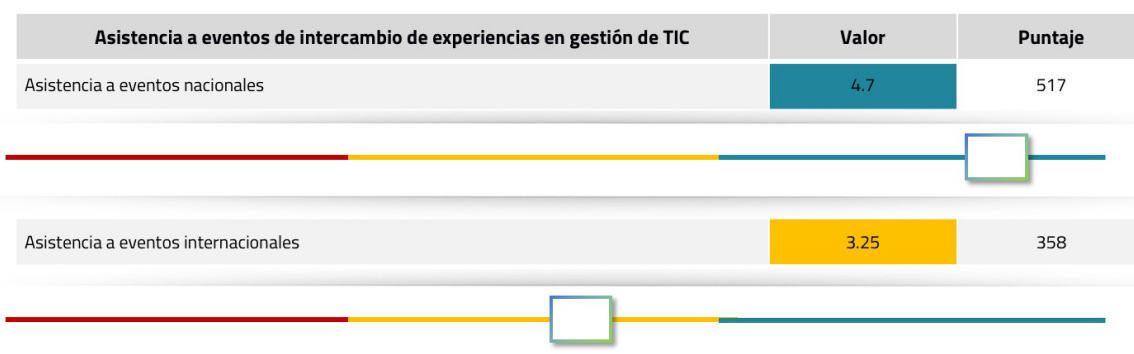 Asistencia a eventos de intercambio de experiencias en gestión de TIC Valor Puntaje
Asistencia a eventos nacionales 4.7 517
Asistencia a eventos internacionales 3.25 358